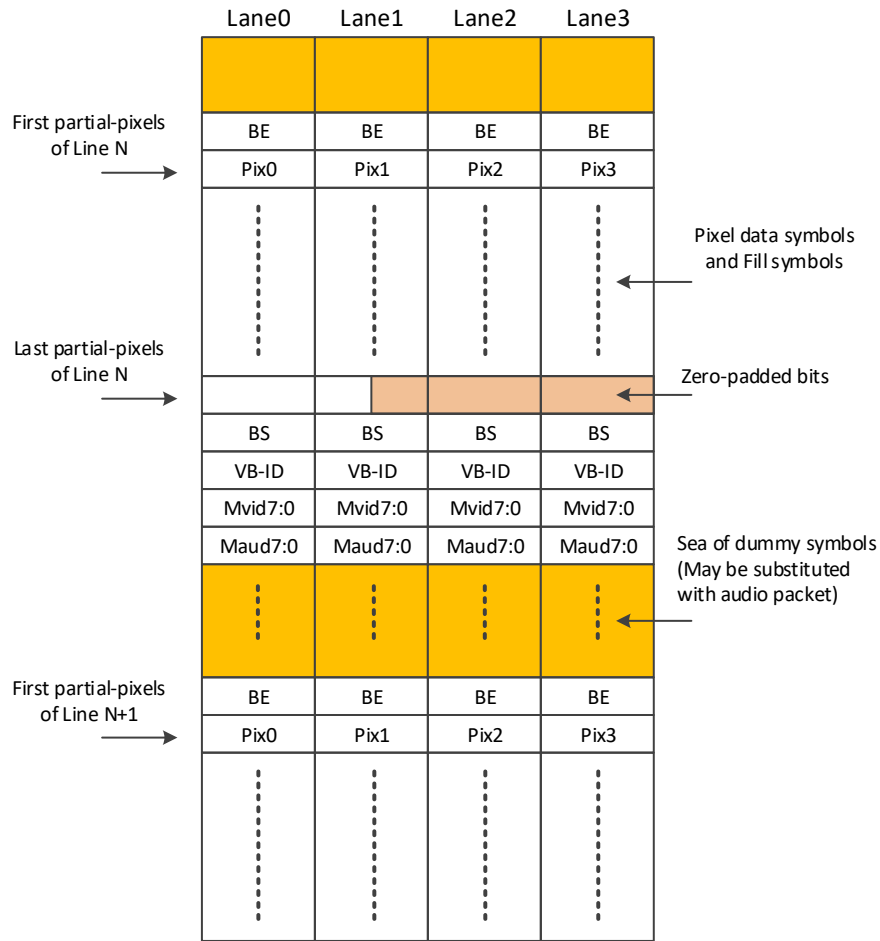 Lane0 Lane1 Lane2 Lane3
First partial-pixels
of Line N
BE BE BE BE
Pix0 Pix1 Pix2 Pix3
Pixel data symbols
and Fill symbols
Last partial-pixels
of Line N
Zero-padded bits
BS BS BS BS
VB-ID VB-ID VB-ID VB-ID
Mvid7:0 Mvid7:0 Mvid7:0 Mvid7:0
Maud7:0 Maud7:0 Maud7:0 Maud7:0
Sea of dummy symbols
(May be substituted
with audio packet)
First partial-pixels
of Line N+1
BE BE BE BE
Pix0 Pix1 Pix2 Pix3